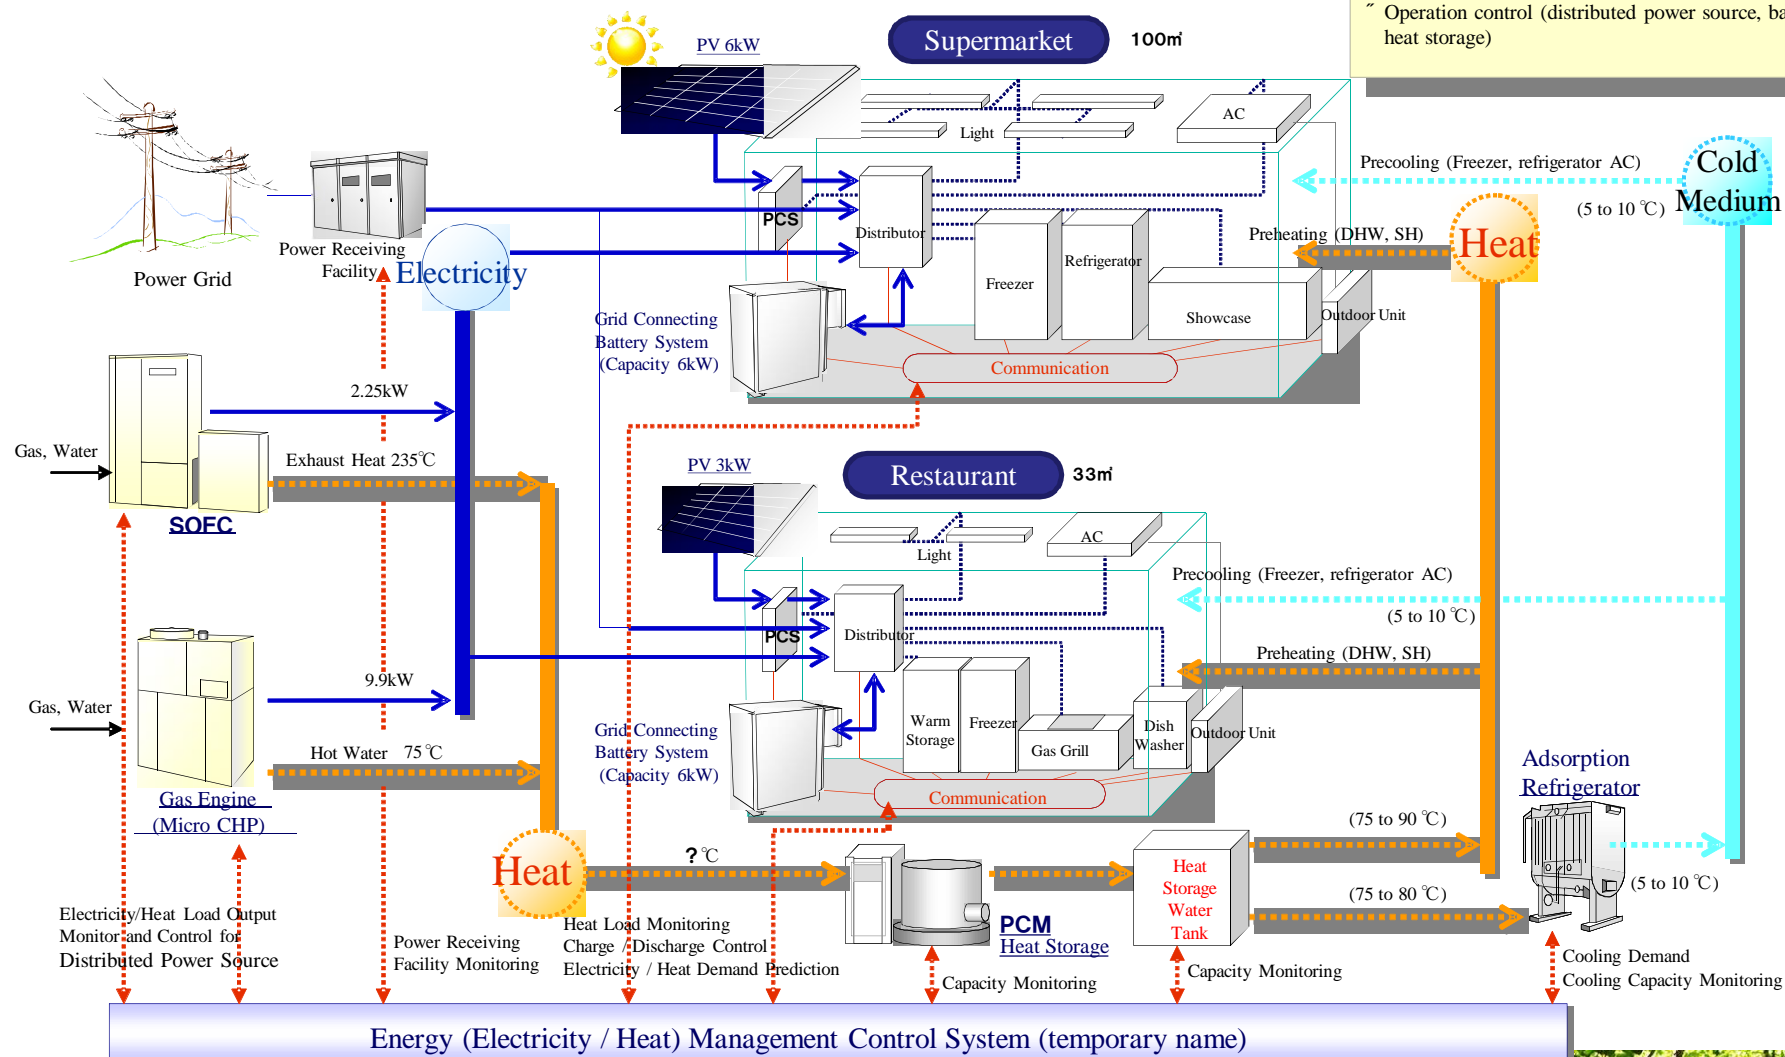 ˝ Operation control (distributed power source, ba
heat storage)
PV 6kW
Supermarket
100㎡
Light
AC
Precooling (Freezer, refrigerator AC)
(5 to 10 ℃)
Cold
Medium
PCS
Distributor
Preheating (DHW, SH)
Heat
Power Receiving
Facility
Electricity
Power Grid
Freezer
Refrigerator
Showcase
Outdoor Unit
Grid Connecting
Battery System
(Capacity 6kW)
Communication
2.25kW
Gas, Water
Exhaust Heat 235℃
SOFC
PV 3kW
Restaurant
33㎡
Light
AC
Precooling (Freezer, refrigerator AC)
(5 to 10 ℃)
PCS
Distributor
Preheating (DHW, SH)
9.9kW
Gas, Water
Hot Water 75℃
Gas Engine
(Micro CHP)
Grid Connecting
Battery System
(Capacity 6kW)
Warm
Storage
Freezer
Gas Grill
Dish
Washer
Outdoor Unit
Communication
Adsorption
Refrigerator
Heat
?℃
PCM
Heat Storage
Heat
Storage
Water
Tank
(75 to 90 ℃)
(75 to 80 ℃)
(5 to 10 ℃)
Electricity/Heat Load Output
Monitor and Control for
Distributed Power Source
Power Receiving
Facility Monitoring
Heat Load Monitoring
Charge / Discharge Control
Electricity / Heat Demand Prediction
Capacity Monitoring
Capacity Monitoring
Cooling Demand
Cooling Capacity Monitoring
Energy (Electricity / Heat) Management Control System (temporary name)